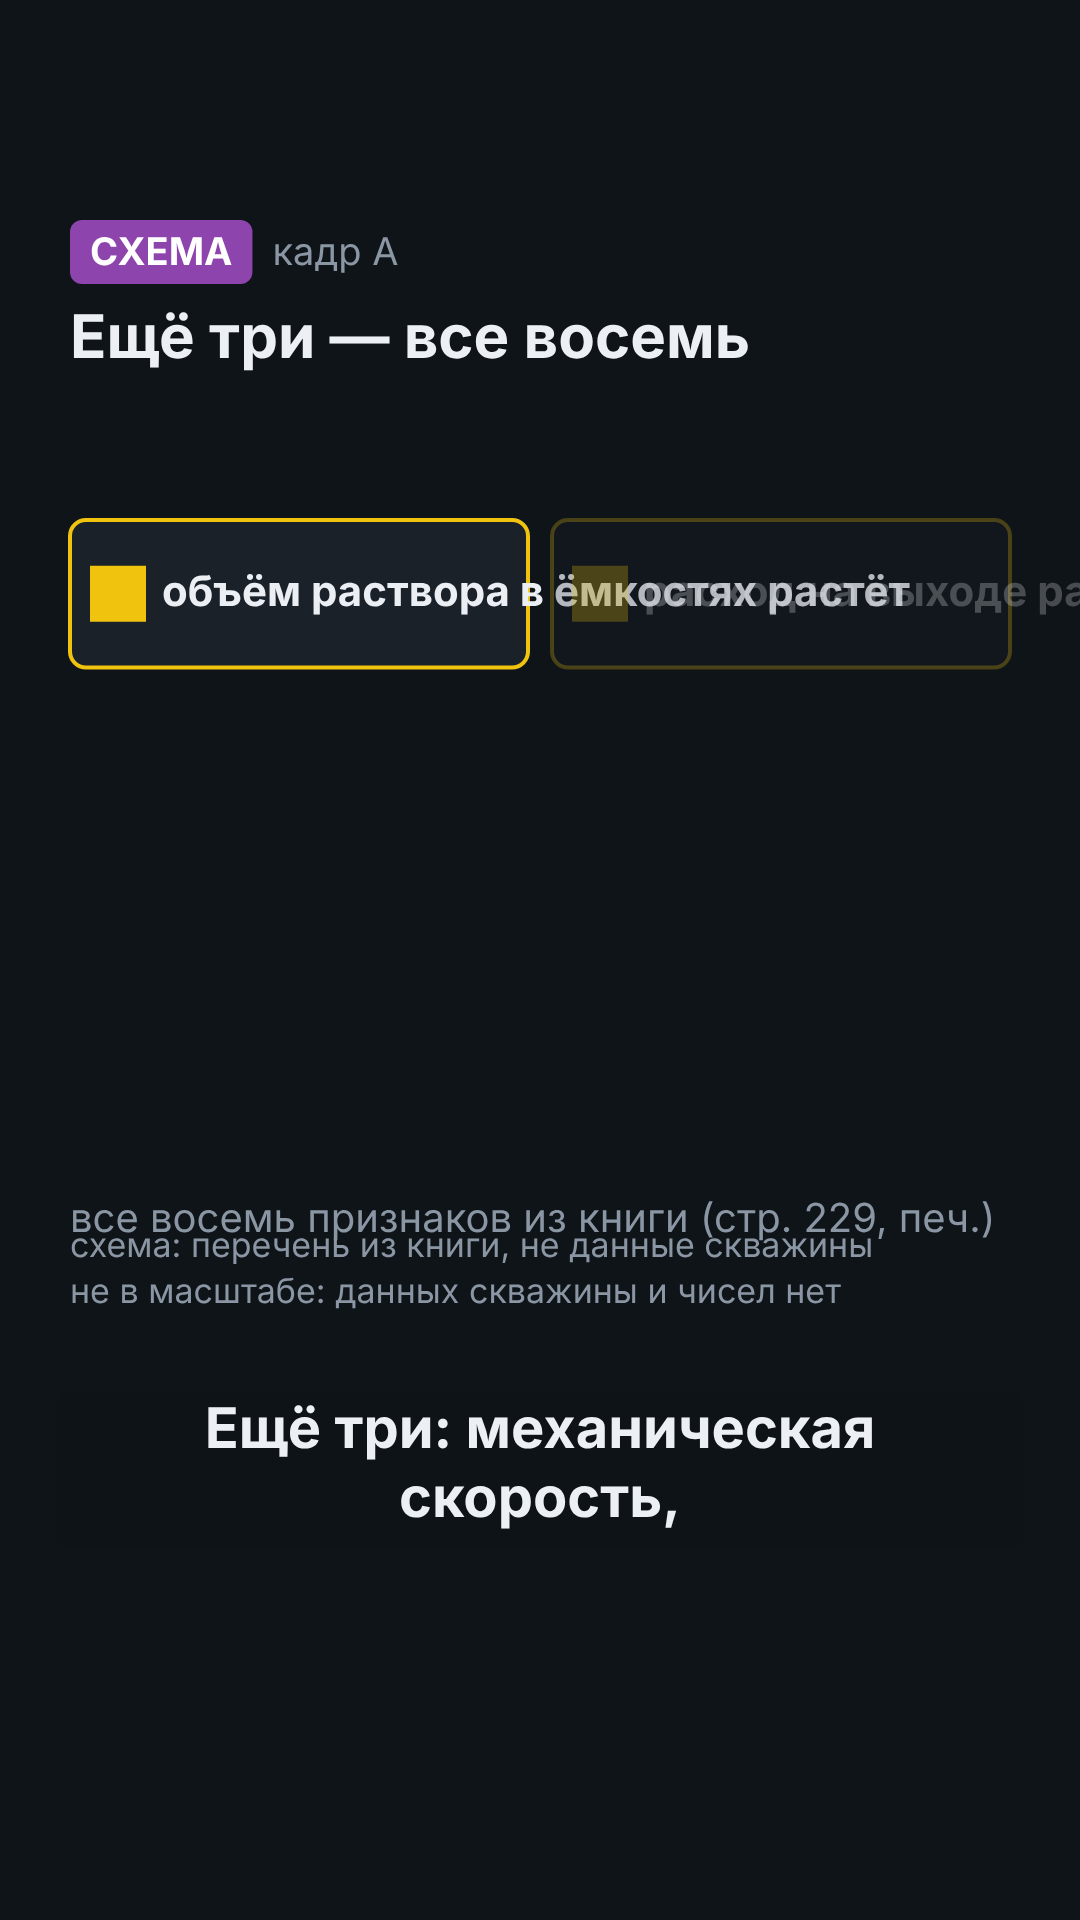 СХЕМА кадр А
Ещё три — все восемь
объём раствора в ёмкостях растёт
выходе
все восемь признаков из книги (стр. 229, печ.)
схема: перечень из книги, не данные скважины
не в масштабе: данных скважины и чисел нет
Ещё три: механическая
скорость,